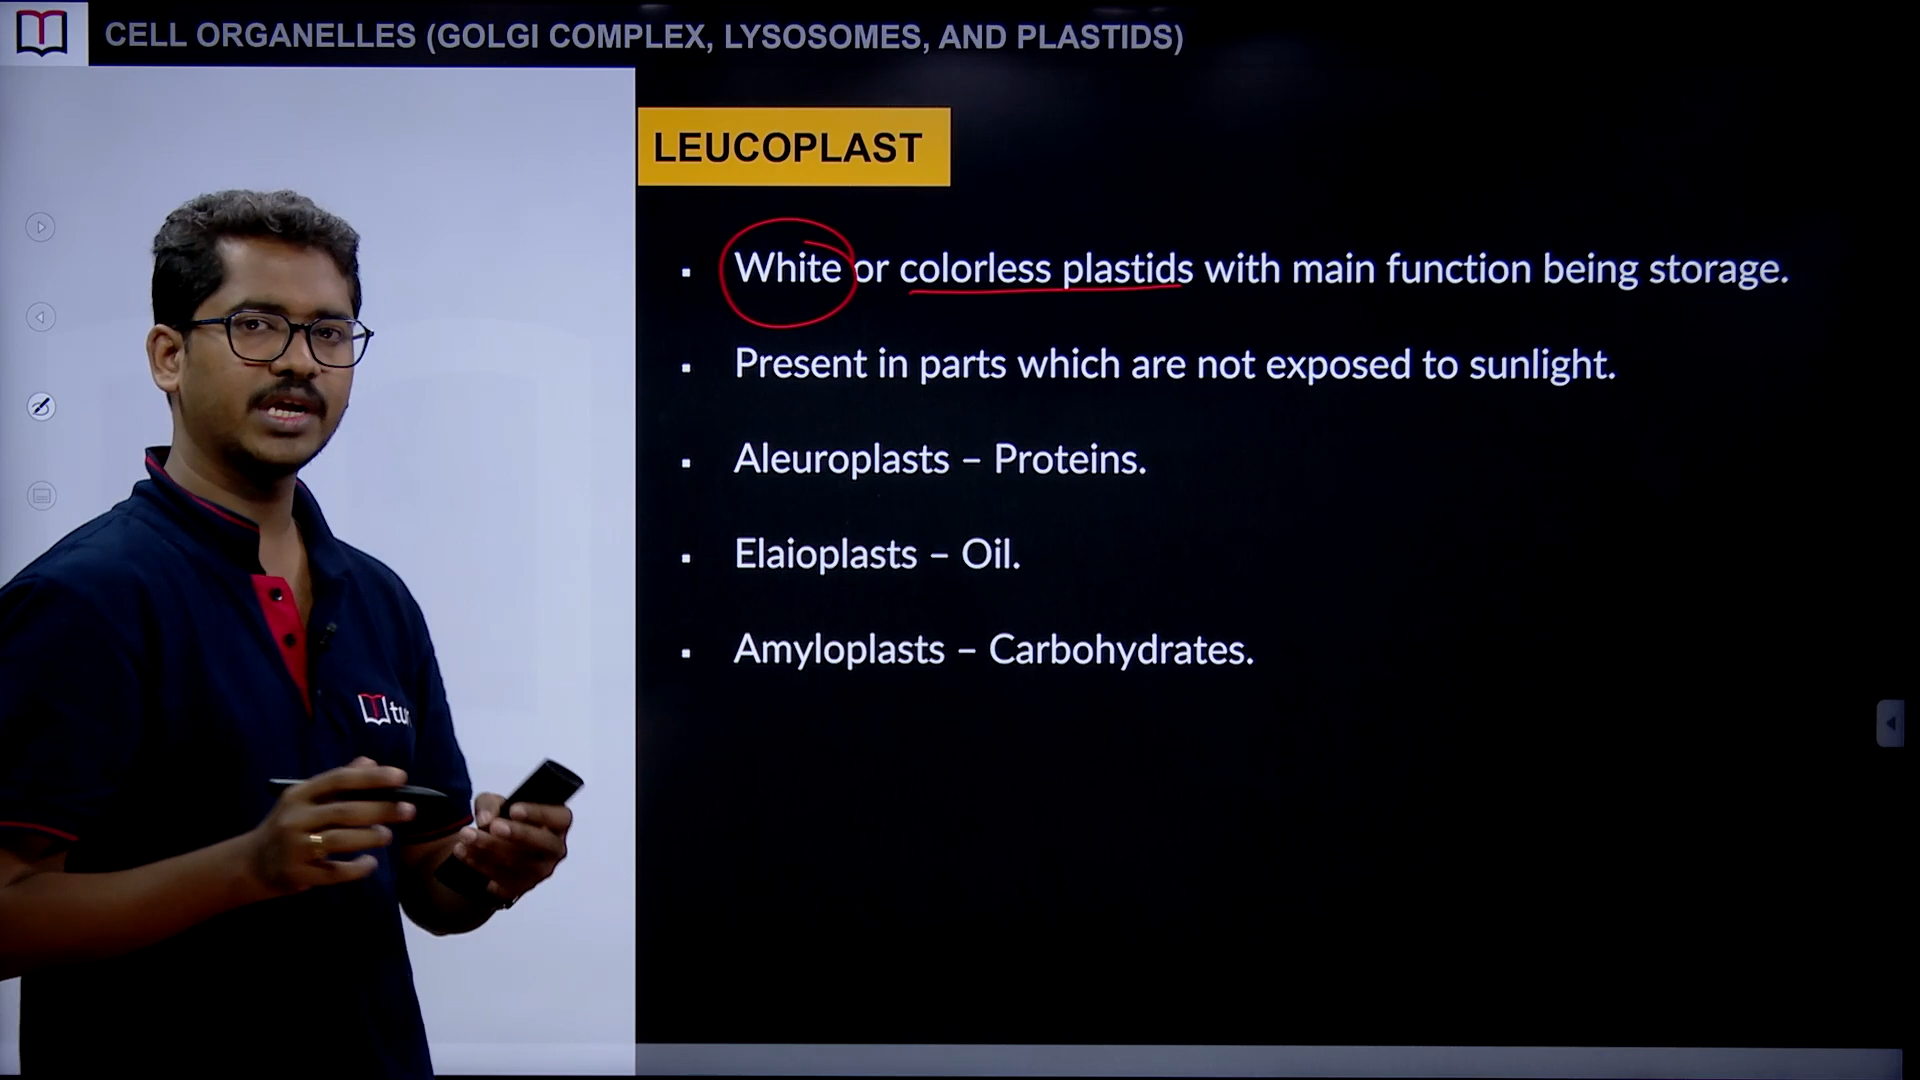 CELL ORGANELLES (GOLGI COMPLEX, LYSOSOMES, AND PLASTIDS)
LEUCOPLAST
▪ White or colorless plastids with main function being storage.
▪ Present in parts which are not exposed to sunlight.
▪ Aleuroplasts – Proteins.
▪ Elaioplasts – Oil.
▪ Amyloplasts – Carbohydrates.